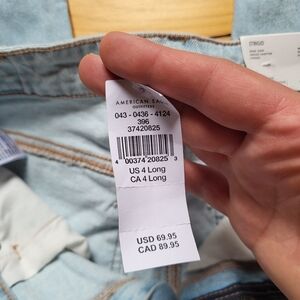 AMERICAN EAGLE
OUTFITTERS
043 - 0436 - 4124
396
37420825
4 00374 20825 3
US 4 Long
CA 4 Long
USD 69.95
CAD 89.95